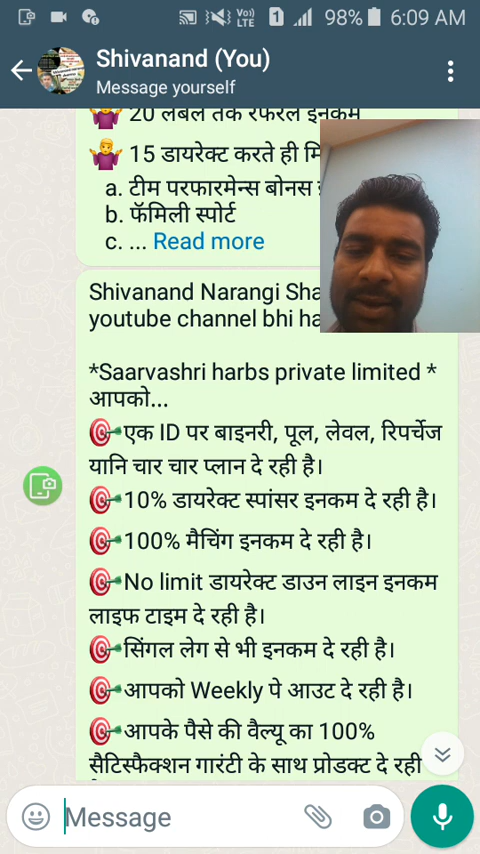 Vo))
LTE
1
98%
6:09 AM
Shivanand (You)
Message yourself
20 लेबल तक रेफरल इनकम
15 डायरेक्ट करते ही
a. टीम परफारमेन्स बोनस
b. फॅमिली स्पोर्ट
c. ... Read more
Shivanand Narangi
youtube channel bhi
*Saarvashri harbs private limited *
आपको...
🎯एक ID पर बाइनरी, पूल, लेवल, रिपर्चेज
यानि चार चार प्लान दे रही है।
🎯10% डायरेक्ट स्पांसर इनकम दे रही है।
🎯100% मैचिंग इनकम दे रही है।
🎯No limit डायरेक्ट डाउन लाइन इनकम
लाइफ टाइम दे रही है।
🎯सिंगल लेग से भी इनकम दे रही है।
🎯आपको Weekly पे आउट दे रही है।
🎯आपके पैसे की वैल्यू का 100%
सैटिस्फैक्शन गारंटी के साथ प्रोडक्ट दे रही
Message